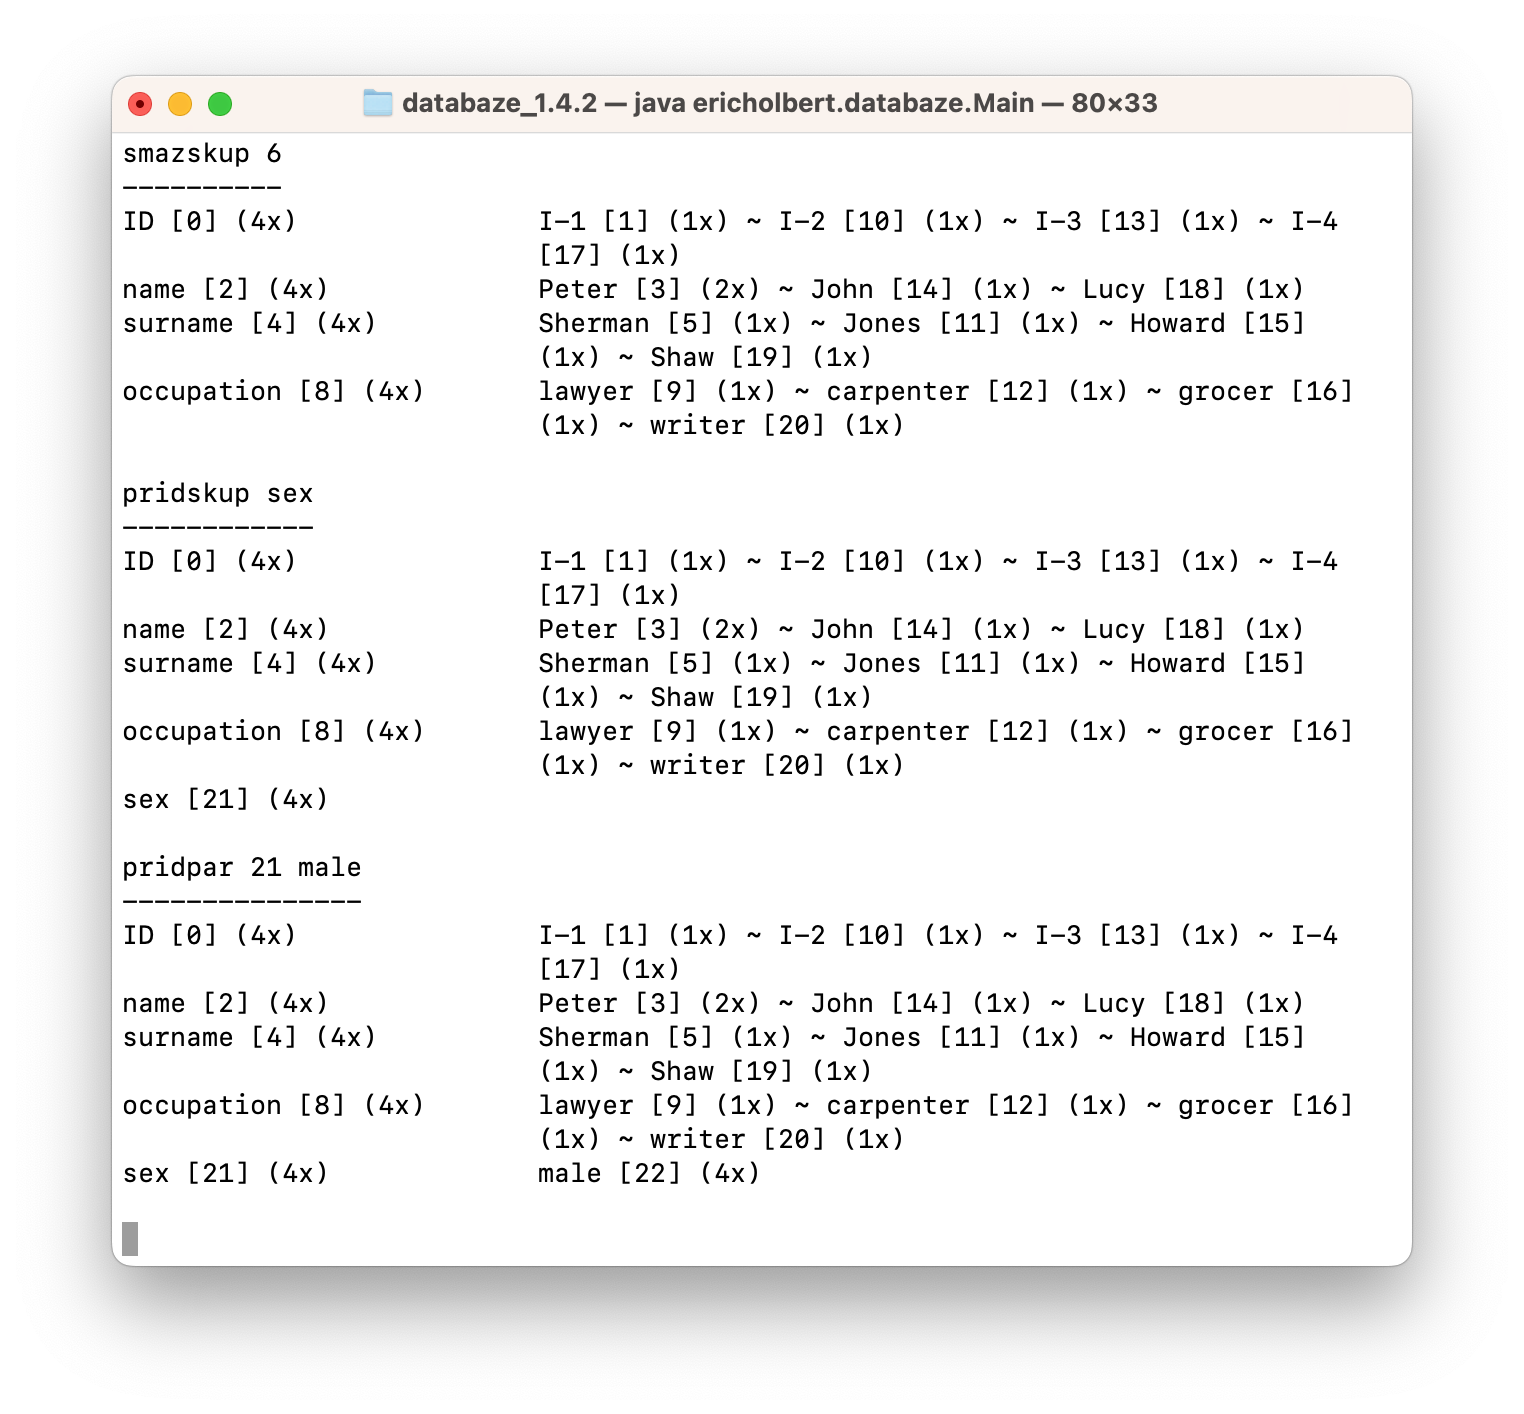 databaze_1.4.2 — java ericholbert.databaze.Main — 80×33
smazskup 6
----------
ID [0] (4x) I-1 [1] (1x) ~ I-2 [10] (1x) ~ I-3 [13] (1x) ~ I-4
[17] (1x)
name [2] (4x) Peter [3] (2x) ~ John [14] (1x) ~ Lucy [18] (1x)
surname [4] (4x) Sherman [5] (1x) ~ Jones [11] (1x) ~ Howard [15]
(1x) ~ Shaw [19] (1x)
occupation [8] (4x) lawyer [9] (1x) ~ carpenter [12] (1x) ~ grocer [16]
(1x) ~ writer [20] (1x)
pridskup sex
------------
ID [0] (4x) I-1 [1] (1x) ~ I-2 [10] (1x) ~ I-3 [13] (1x) ~ I-4
[17] (1x)
name [2] (4x) Peter [3] (2x) ~ John [14] (1x) ~ Lucy [18] (1x)
surname [4] (4x) Sherman [5] (1x) ~ Jones [11] (1x) ~ Howard [15]
(1x) ~ Shaw [19] (1x)
occupation [8] (4x) lawyer [9] (1x) ~ carpenter [12] (1x) ~ grocer [16]
(1x) ~ writer [20] (1x)
sex [21] (4x)
pridpar 21 male
---------------
ID [0] (4x) I-1 [1] (1x) ~ I-2 [10] (1x) ~ I-3 [13] (1x) ~ I-4
[17] (1x)
name [2] (4x) Peter [3] (2x) ~ John [14] (1x) ~ Lucy [18] (1x)
surname [4] (4x) Sherman [5] (1x) ~ Jones [11] (1x) ~ Howard [15]
(1x) ~ Shaw [19] (1x)
occupation [8] (4x) lawyer [9] (1x) ~ carpenter [12] (1x) ~ grocer [16]
(1x) ~ writer [20] (1x)
sex [21] (4x) male [22] (4x)